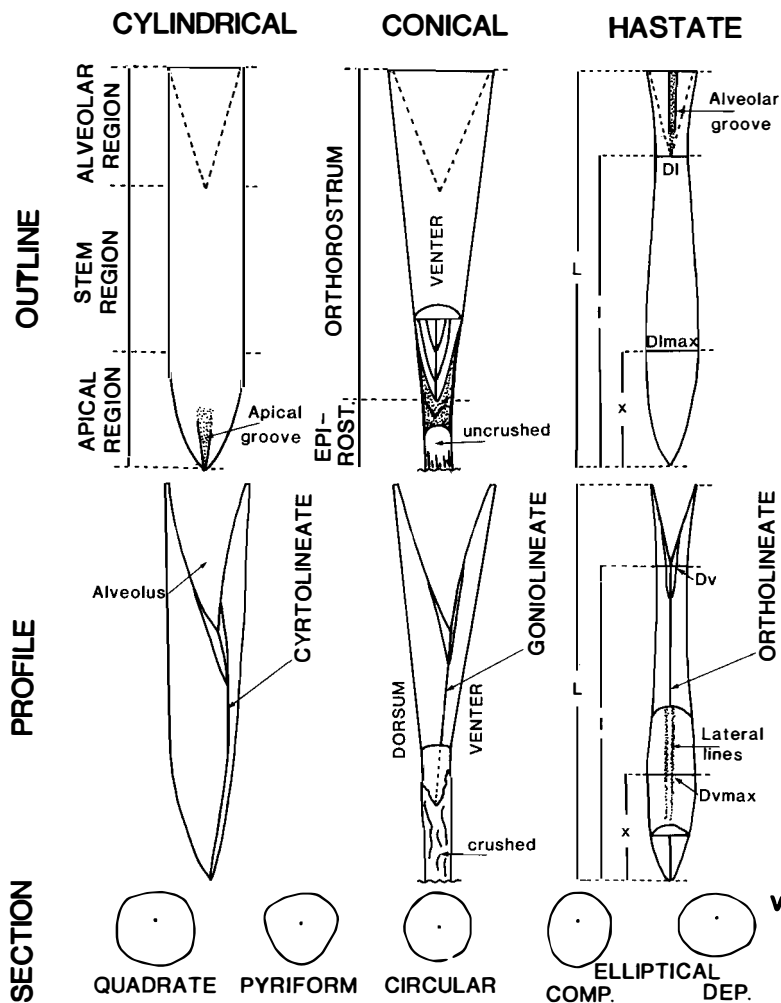 CYLINDRICAL
CONICAL
HASTATE
OUTLINE
ALVEOLAR
REGION
STEM
REGION
APICAL
REGION
Apical
groove
ORTHOROSTRUM
EPI-
ROST.
VENTER
uncrushed
Alveolar
groove
Dl
L
l
Dlmax
x
PROFILE
Alveolus
CYRTOLINEATE
GONIOLINEATE
DORSUM
VENTER
crushed
Dv
ORTHOLINEATE
L
l
Lateral
lines
Dvmax
x
SECTION
QUADRATE
PYRIFORM
CIRCULAR
ELLIPTICAL
COMP.
DEP.
V